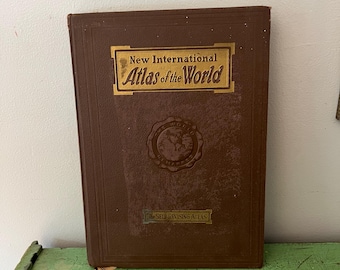 New International
Atlas of the World